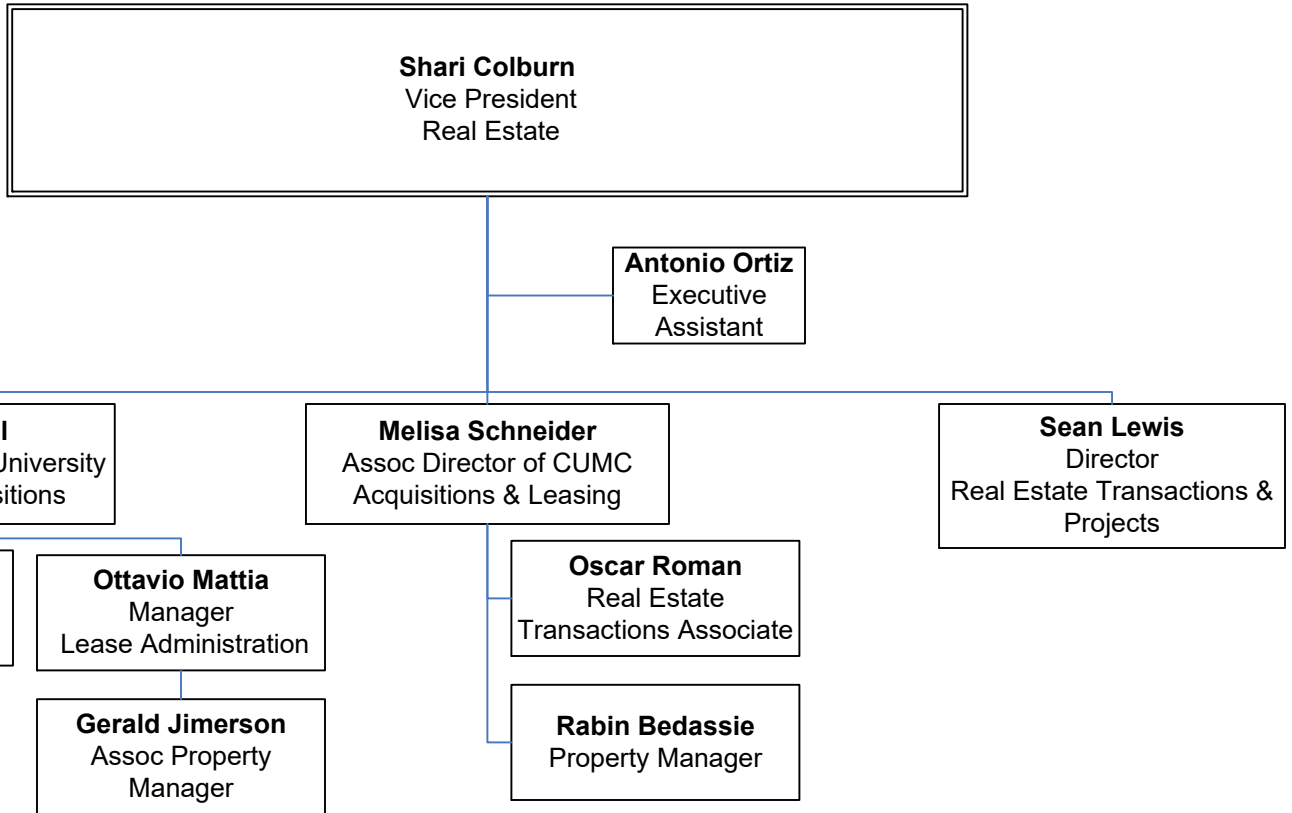 Shari Colburn
Vice President
Real Estate
Antonio Ortiz
Executive
Assistant
l
University
sitions
Melisa Schneider
Assoc Director of CUMC
Acquisitions & Leasing
Sean Lewis
Director
Real Estate Transactions &
Projects
Ottavio Mattia
Manager
Lease Administration
Oscar Roman
Real Estate
Transactions Associate
Gerald Jimerson
Assoc Property
Manager
Rabin Bedassie
Property Manager